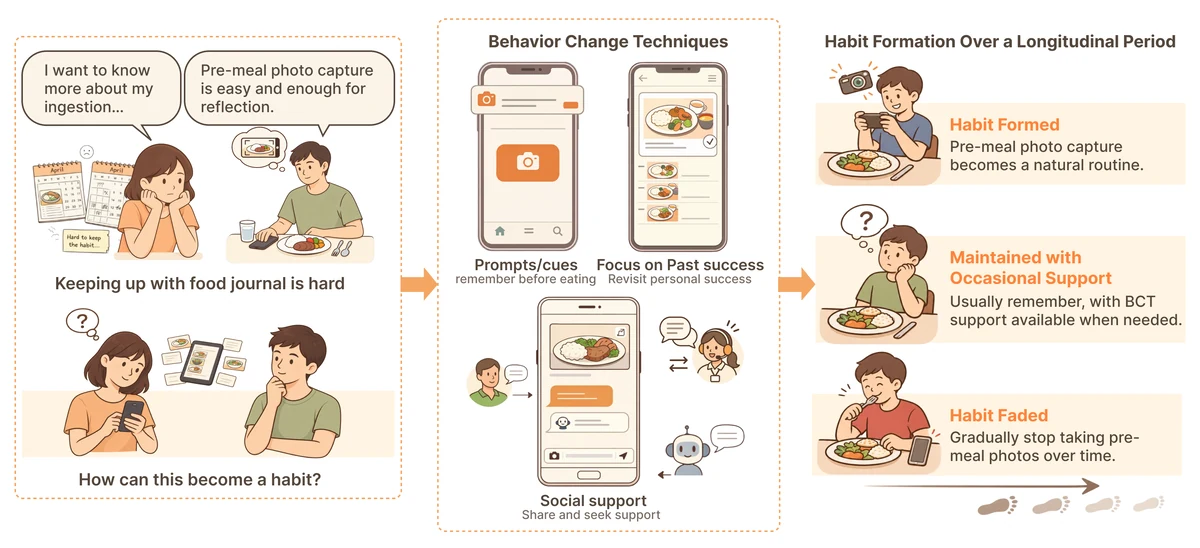 I want to know
more about my
ingestion...
Pre-meal photo capture
is easy and enough for
reflection.
April
April
Hard to keep
the habit...
Keeping up with food journal is hard
?
How can this become a habit?
Behavior Change Techniques
Prompts/cues
remember before eating
Focus on Past success
Revisit personal success
Social support
Share and seek support
Habit Formation Over a Longitudinal Period
Habit Formed
Pre-meal photo capture
becomes a natural routine.
?
Maintained with
Occasional Support
Usually remember, with BCT
support available when needed.
Habit Faded
Gradually stop taking pre-
meal photos over time.